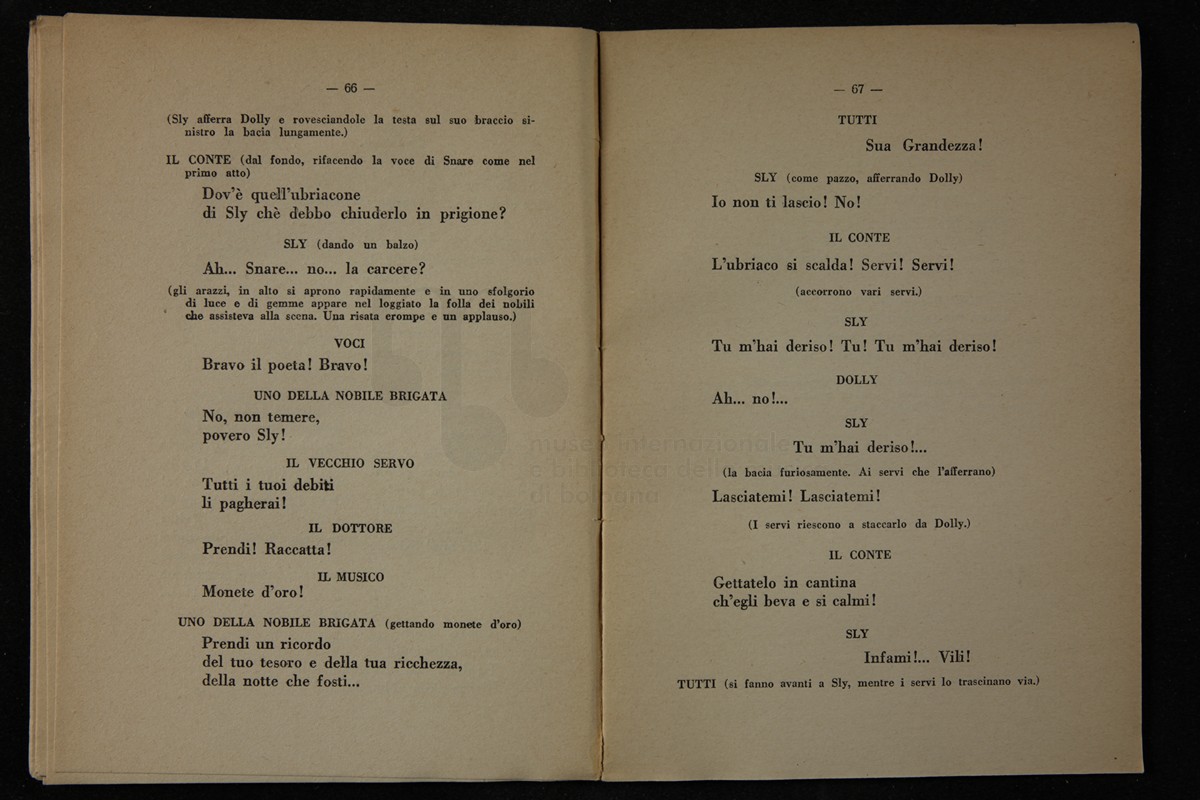 — 66 —
(Sly afferra Dolly e rovesciandole la testa sul suo braccio si-
nistro la bacia lungamente.)
IL CONTE (dal fondo, rifacendo la voce di Snare come nel
primo atto)
Dov'è quell'ubriacone
di Sly chè debbo chiuderlo in prigione?
SLY (dando un balzo)
Ah... Snare... no... la carcere?
(gli arazzi, in alto si aprono rapidamente e in uno sfolgorio
di luce e di gemme appare nel loggiato la folla dei nobili
che assisteva alla scena. Una risata erompe e un applauso.)
VOCI
Bravo il poeta! Bravo!
UNO DELLA NOBILE BRIGATA
No, non temere,
povero Sly!
IL VECCHIO SERVO
Tutti i tuoi debiti
li pagherai!
IL DOTTORE
Prendi! Raccatta!
IL MUSICO
Monete d'oro!
UNO DELLA NOBILE BRIGATA (gettando monete d'oro)
Prendi un ricordo
del tuo tesoro e della tua ricchezza,
della notte che fosti...
— 67 —
TUTTI
Sua Grandezza!
SLY (come pazzo, afferrando Dolly)
Io non ti lascio! No!
IL CONTE
L'ubriaco si scalda! Servi! Servi!
(accorrono vari servi.)
SLY
Tu m'hai deriso! Tu! Tu m'hai deriso!
DOLLY
Ah... no!...
SLY
Tu m'hai deriso!...
(la bacia furiosamente. Ai servi che l'afferrano)
Lasciatemi! Lasciatemi!
(I servi riescono a staccarlo da Dolly.)
IL CONTE
Gettatelo in cantina
ch'egli beva e si calmi!
SLY
Infami!... Vili!
TUTTI (si fanno avanti a Sly, mentre i servi lo trascinano via.)
museo internazionale
e biblioteca della
di bologna